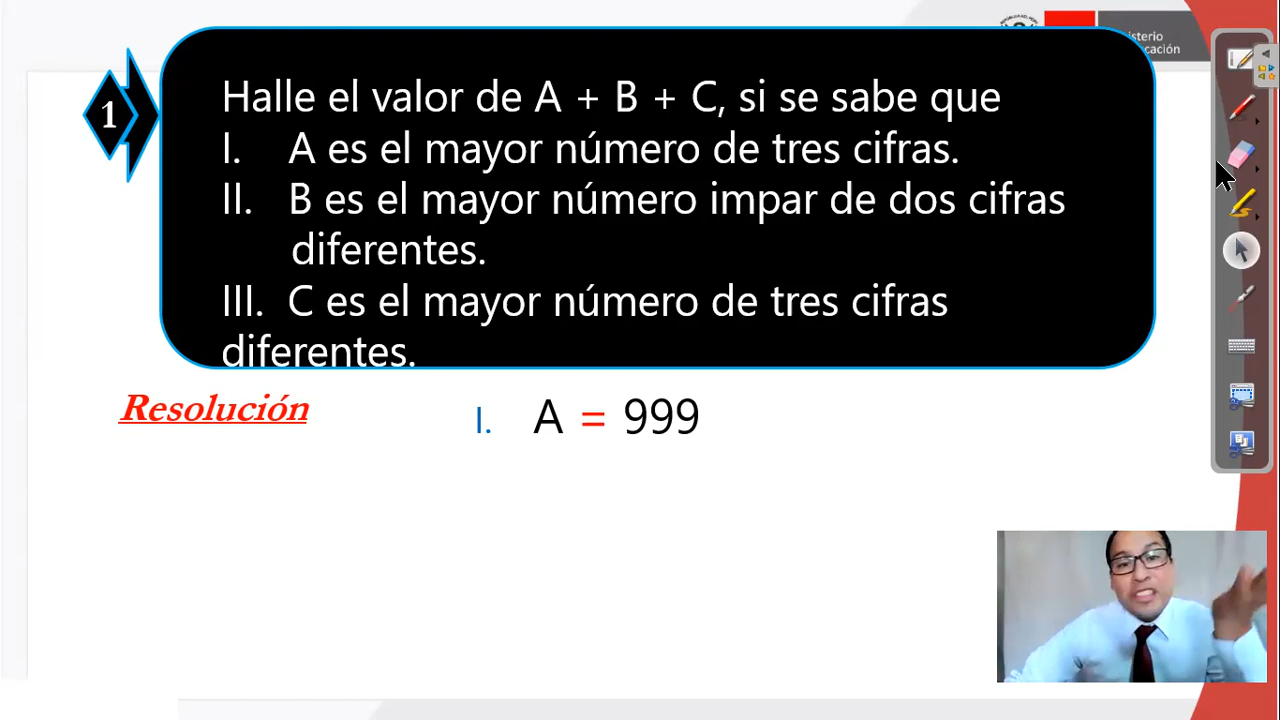 isterio
cación
1
Halle el valor de A + B + C, si se sabe que
I. A es el mayor número de tres cifras.
II. B es el mayor número impar de dos cifras
diferentes.
III. C es el mayor número de tres cifras
diferentes.
Resolución
I. A = 999